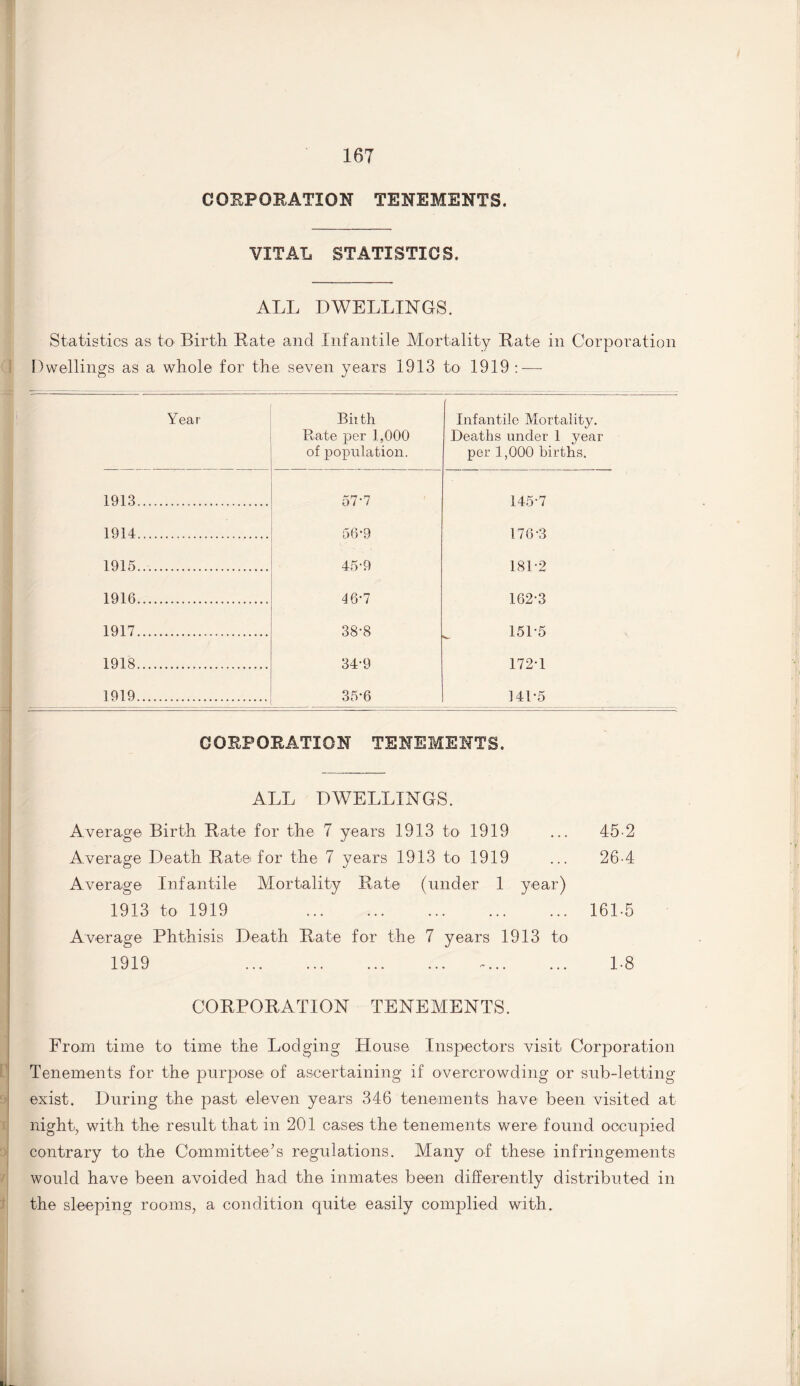 167
CORPORATION TENEMENTS.
VITAL STATISTICS.
ALL DWELLINGS.
Statistics as to Birth Rate and Infantile Mortality Rate in Corporation
Dwellings as a whole for the seven years 1913 to 1919 : —
Year | Birth Rate per 1,000 of population. | Infantile Mortality. Deaths under 1 year per 1,000 births.
1913........................ 57·7 145·7
1914........................ 56·9 176·3
1915........................ 45·9 181·2
1916........................ 46·7 162·3
1917........................ 38·8 151·5
1918........................ 34·9 172·1
1919........................ 35·6 141·5
CORPORATION TENEMENTS.
ALL DWELLINGS.
Average Birth Rate for the 7 years 1913 to 1919 ... 45·2
Average Death Rate for the 7 years 1913 to 1919 ... 26·4
Average Infantile Mortality Rate (under 1 year)
1913 to 1919 ... ... ... ... ... 161·5
Average Phthisis Death Rate for the 7 years 1913 to
1919 ... ... ... ... ... ... 1·8
CORPORATION TENEMENTS.
From time to time the Lodging House Inspectors visit Corporation
Tenements for the purpose of ascertaining if overcrowding or sub-letting
exist. During the past eleven years 346 tenements have been visited at
night, with the result that in 201 cases the tenements were found occupied
contrary to the Committee's regulations. Many of these infringements
would have been avoided had the inmates been differently distributed in
the sleeping rooms, a condition quite easily complied with.